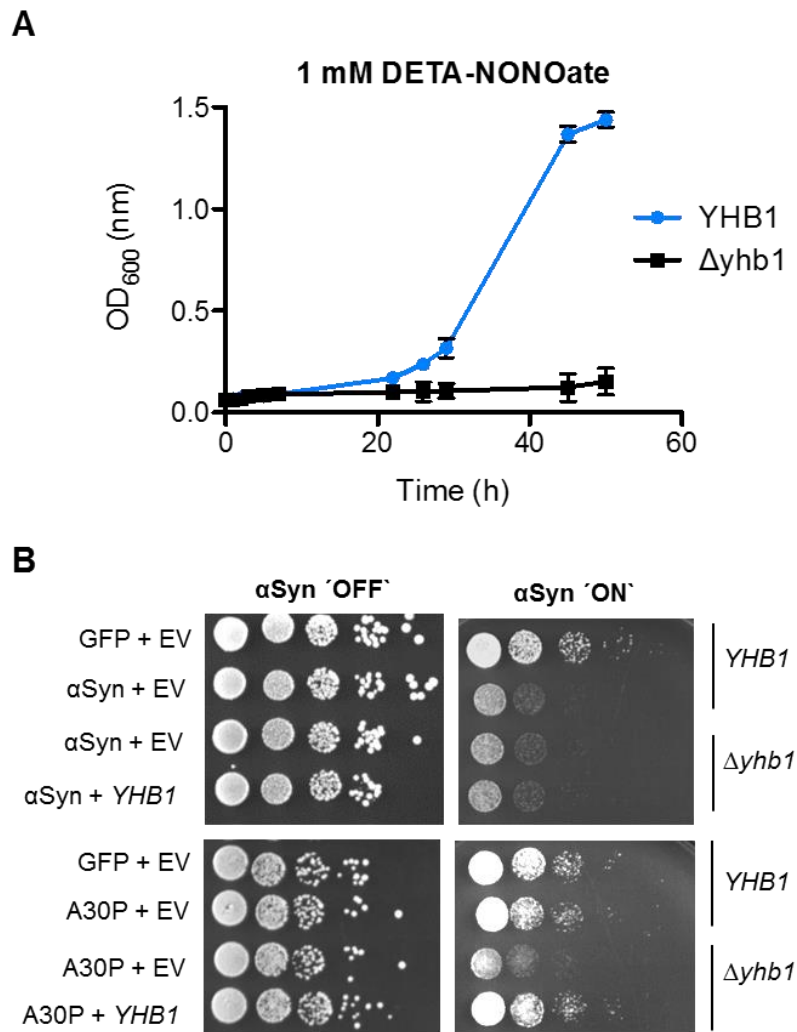 A
1 mM DETA-NONOate
1.5
1.0
0.5
0.0
OD600 (nm)
0
20
40
60
Time (h)
YHB1
Δyhb1
B
αSyn ´OFF`
αSyn ´ON`
GFP + EV
αSyn + EV
αSyn + EV
αSyn + YHB1
YHB1
Δyhb1
GFP + EV
A30P + EV
A30P + EV
A30P + YHB1
YHB1
Δyhb1